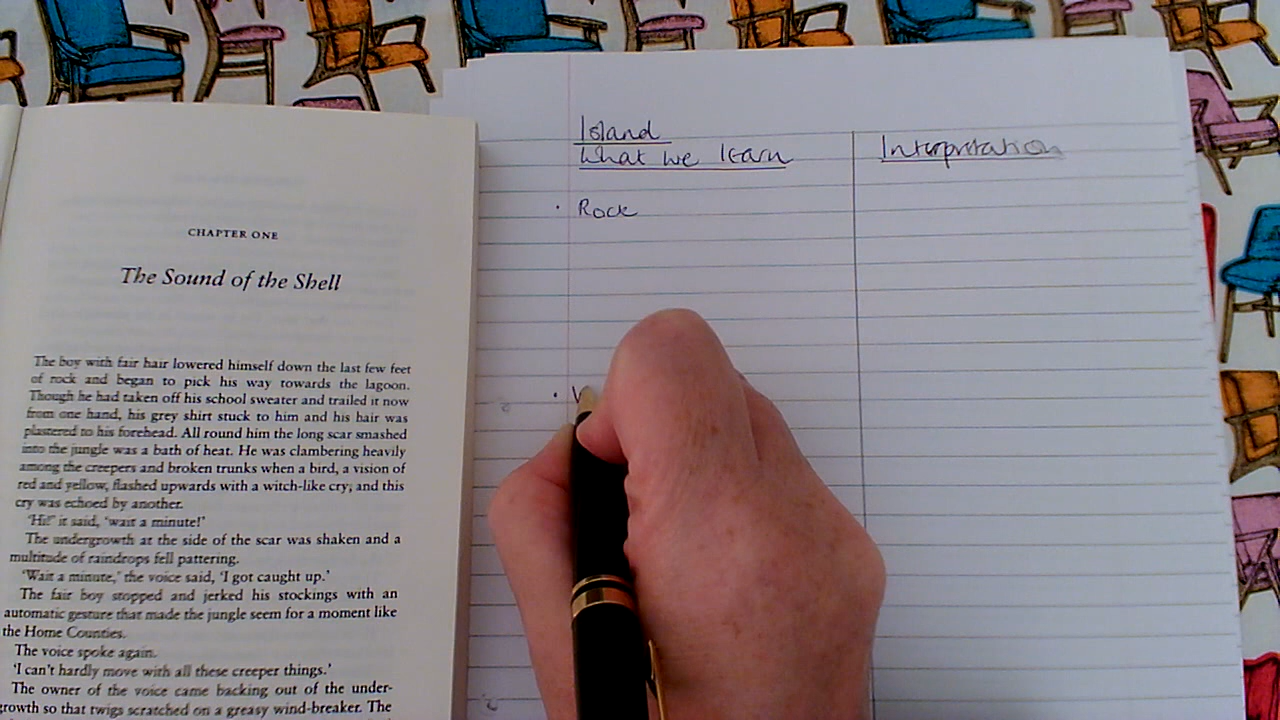 CHAPTER ONE
The Sound of the Shell
The boy with fair hair lowered himself down the last few feet
of rock and began to pick his way towards the lagoon.
Though he had taken off his school sweater and trailed it now
from one hand, his grey shirt stuck to him and his hair was
plastered to his forehead. All round him the long scar smashed
into the jungle was a bath of heat. He was clambering heavily
among the creepers and broken trunks when a bird, a vision of
red and yellow, flashed upwards with a witch-like cry; and this
cry was echoed by another.
'Hi!' it said, 'wait a minute!'
The undergrowth at the side of the scar was shaken and a
multitude of raindrops fell pattering.
'Wait a minute,' the voice said, 'I got caught up.'
The fair boy stopped and jerked his stockings with an
automatic gesture that made the jungle seem for a moment like
the Home Counties.
The voice spoke again.
'I can't hardly move with all these creeper things.'
The owner of the voice came backing out of the under-
growth so that twigs scratched on a greasy wind-breaker. The
Island
What we learn
· Rock
Interpretation